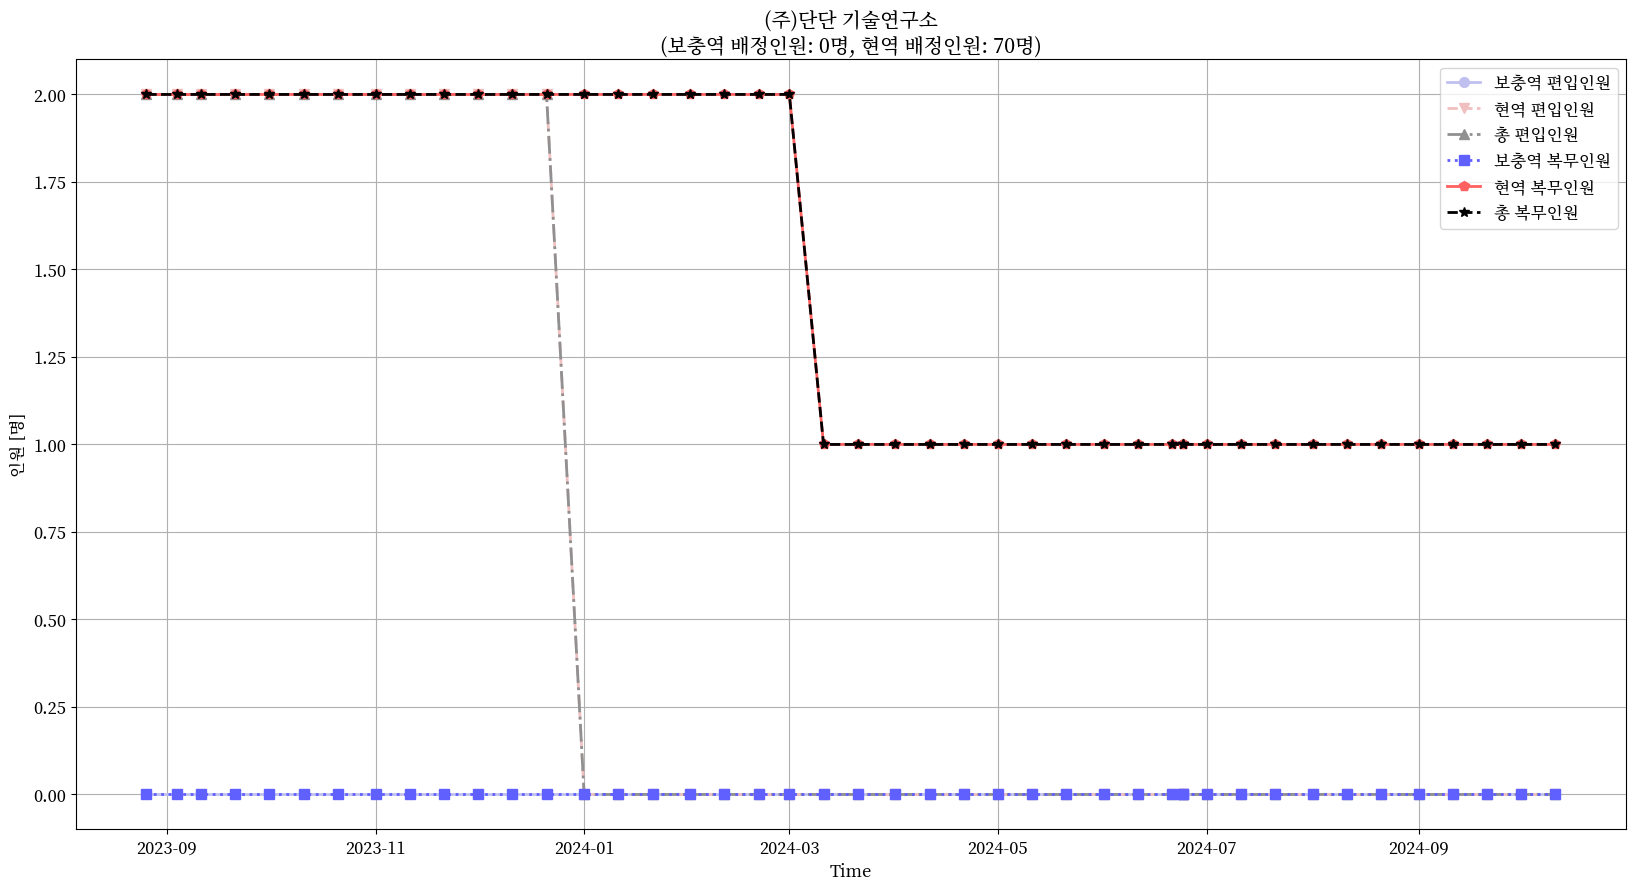 (주)단단 기술연구소
(보충역 배정인원: 0명, 현역 배정인원: 70명)
보충역 편입인원
현역 편입인원
총 편입인원
보충역 복무인원
현역 복무인원
총 복무인원
인원 [명]
2.00
1.75
1.50
1.25
1.00
0.75
0.50
0.25
0.00
2023-09 2023-11 2024-01 2024-03 2024-05 2024-07 2024-09
Time